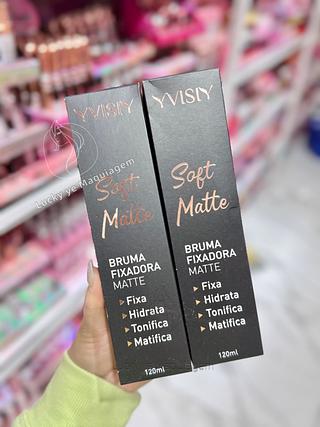 YVISIY
Soft
Matte
BRUMA
FIXADORA
MATTE
Fixa
Hidrata
Tonifica
Matifica
120ml
YVISIY
Soft
Matte
BRUMA
FIXADORA
MATTE
Fixa
Hidrata
Tonifica
Matifica
120ml
Lucky ye Maquiagem